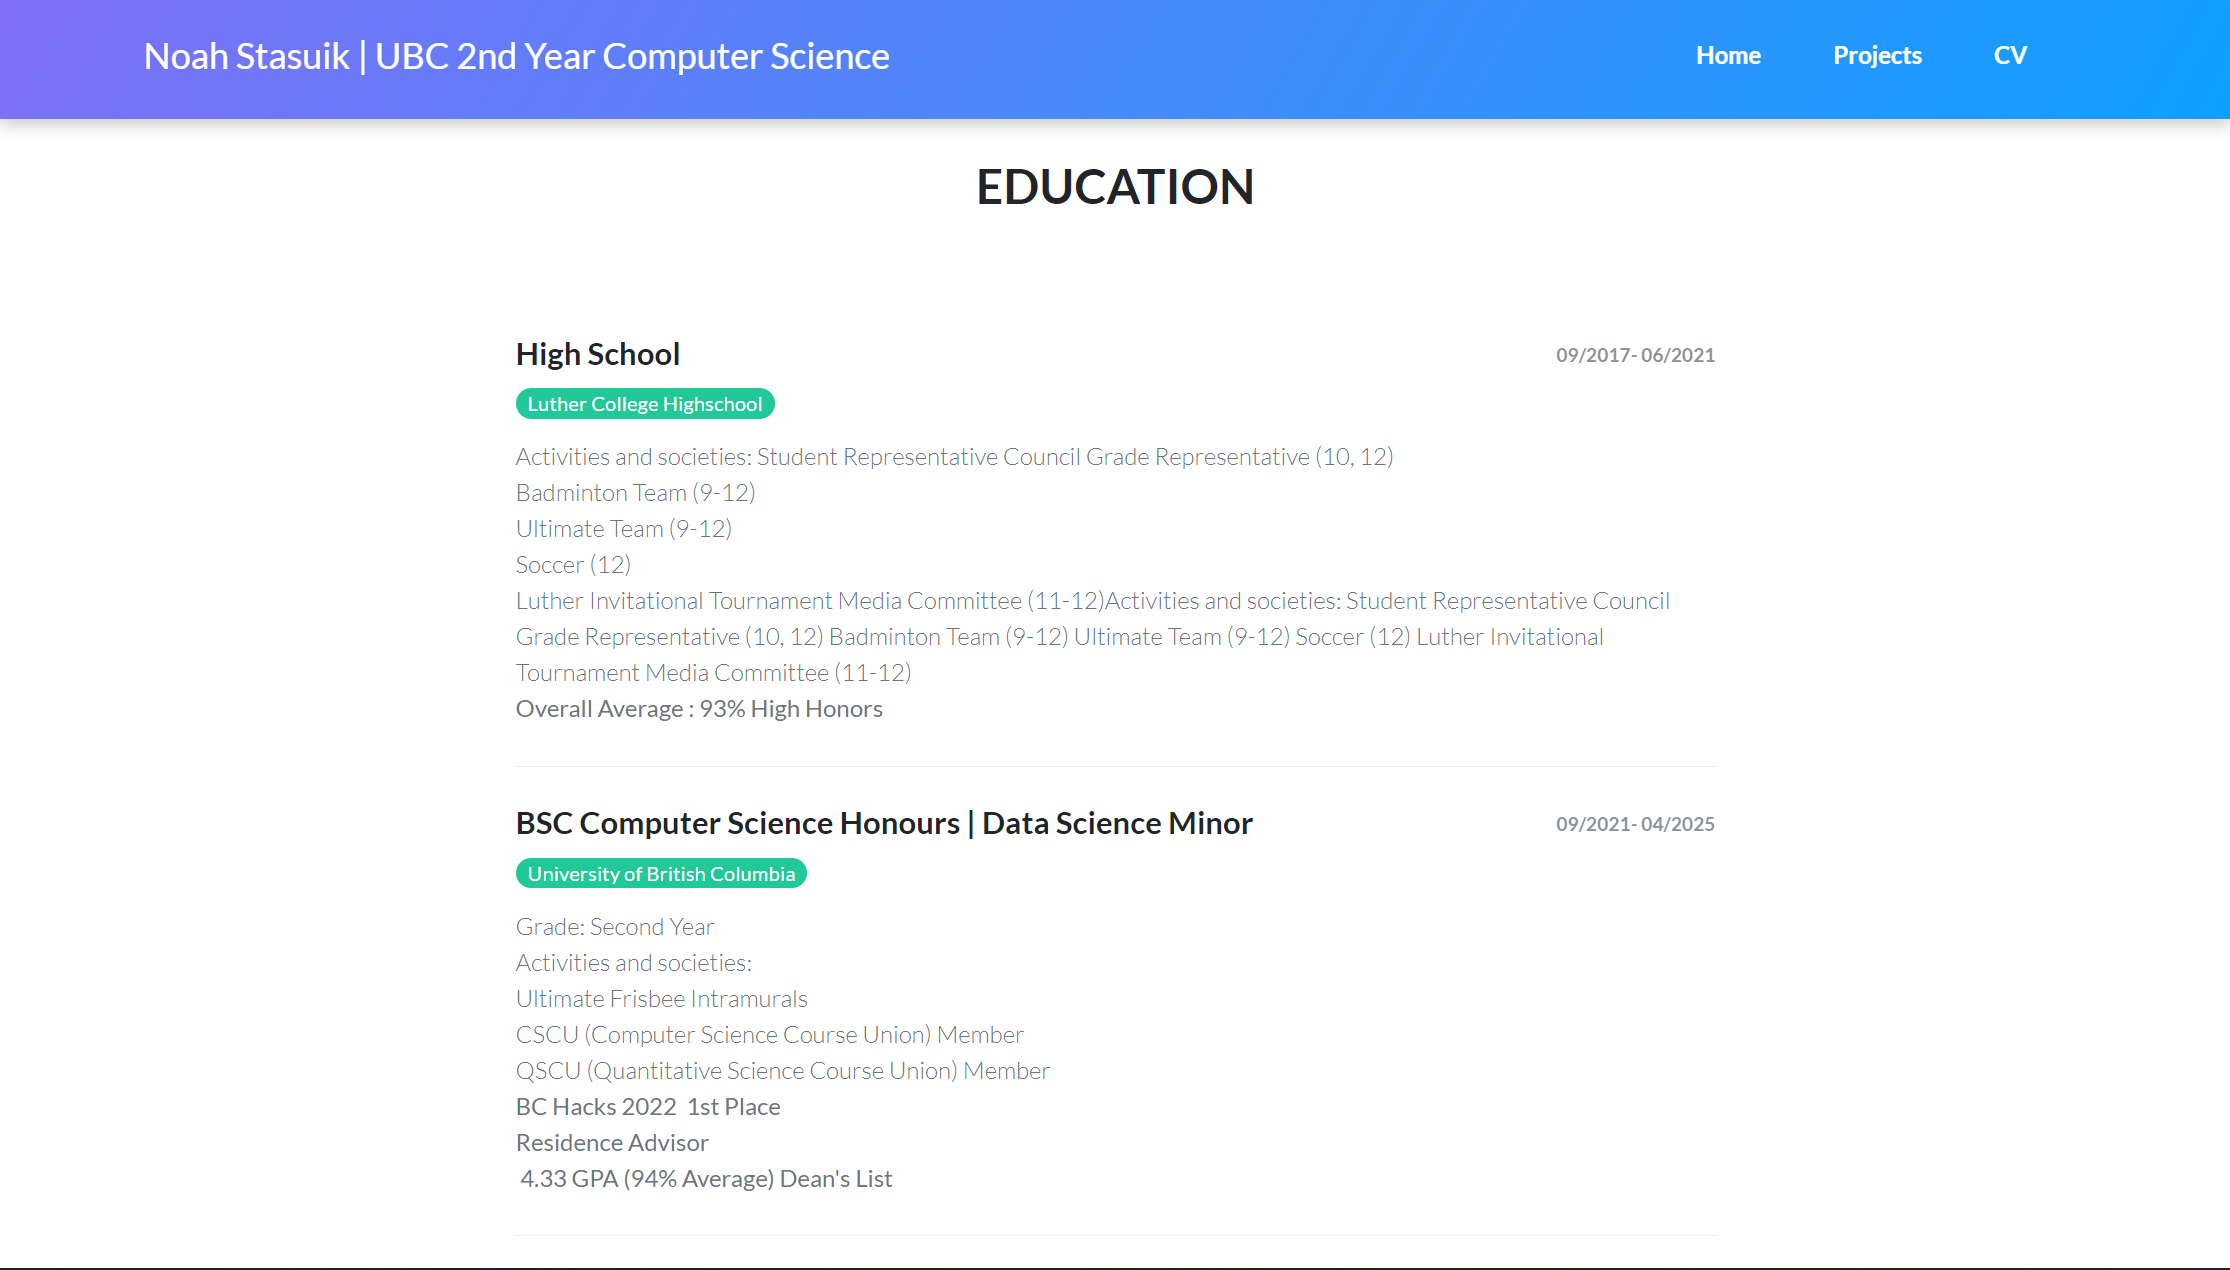 Noah Stasuik | UBC 2nd Year Computer Science
Home
Projects
CV
EDUCATION
High School
09/2017- 06/2021
Luther College Highschool
Activities and societies: Student Representative Council Grade Representative (10, 12)
Badminton Team (9-12)
Ultimate Team (9-12)
Soccer (12)
Luther Invitational Tournament Media Committee (11-12)Activities and societies: Student Representative Council
Grade Representative (10, 12) Badminton Team (9-12) Ultimate Team (9-12) Soccer (12) Luther Invitational
Tournament Media Committee (11-12)
Overall Average : 93% High Honors
BSC Computer Science Honours | Data Science Minor
09/2021- 04/2025
University of British Columbia
Grade: Second Year
Activities and societies:
Ultimate Frisbee Intramurals
CSCU (Computer Science Course Union) Member
QSCU (Quantitative Science Course Union) Member
BC Hacks 2022  1st Place
Residence Advisor
4.33 GPA (94% Average) Dean's List